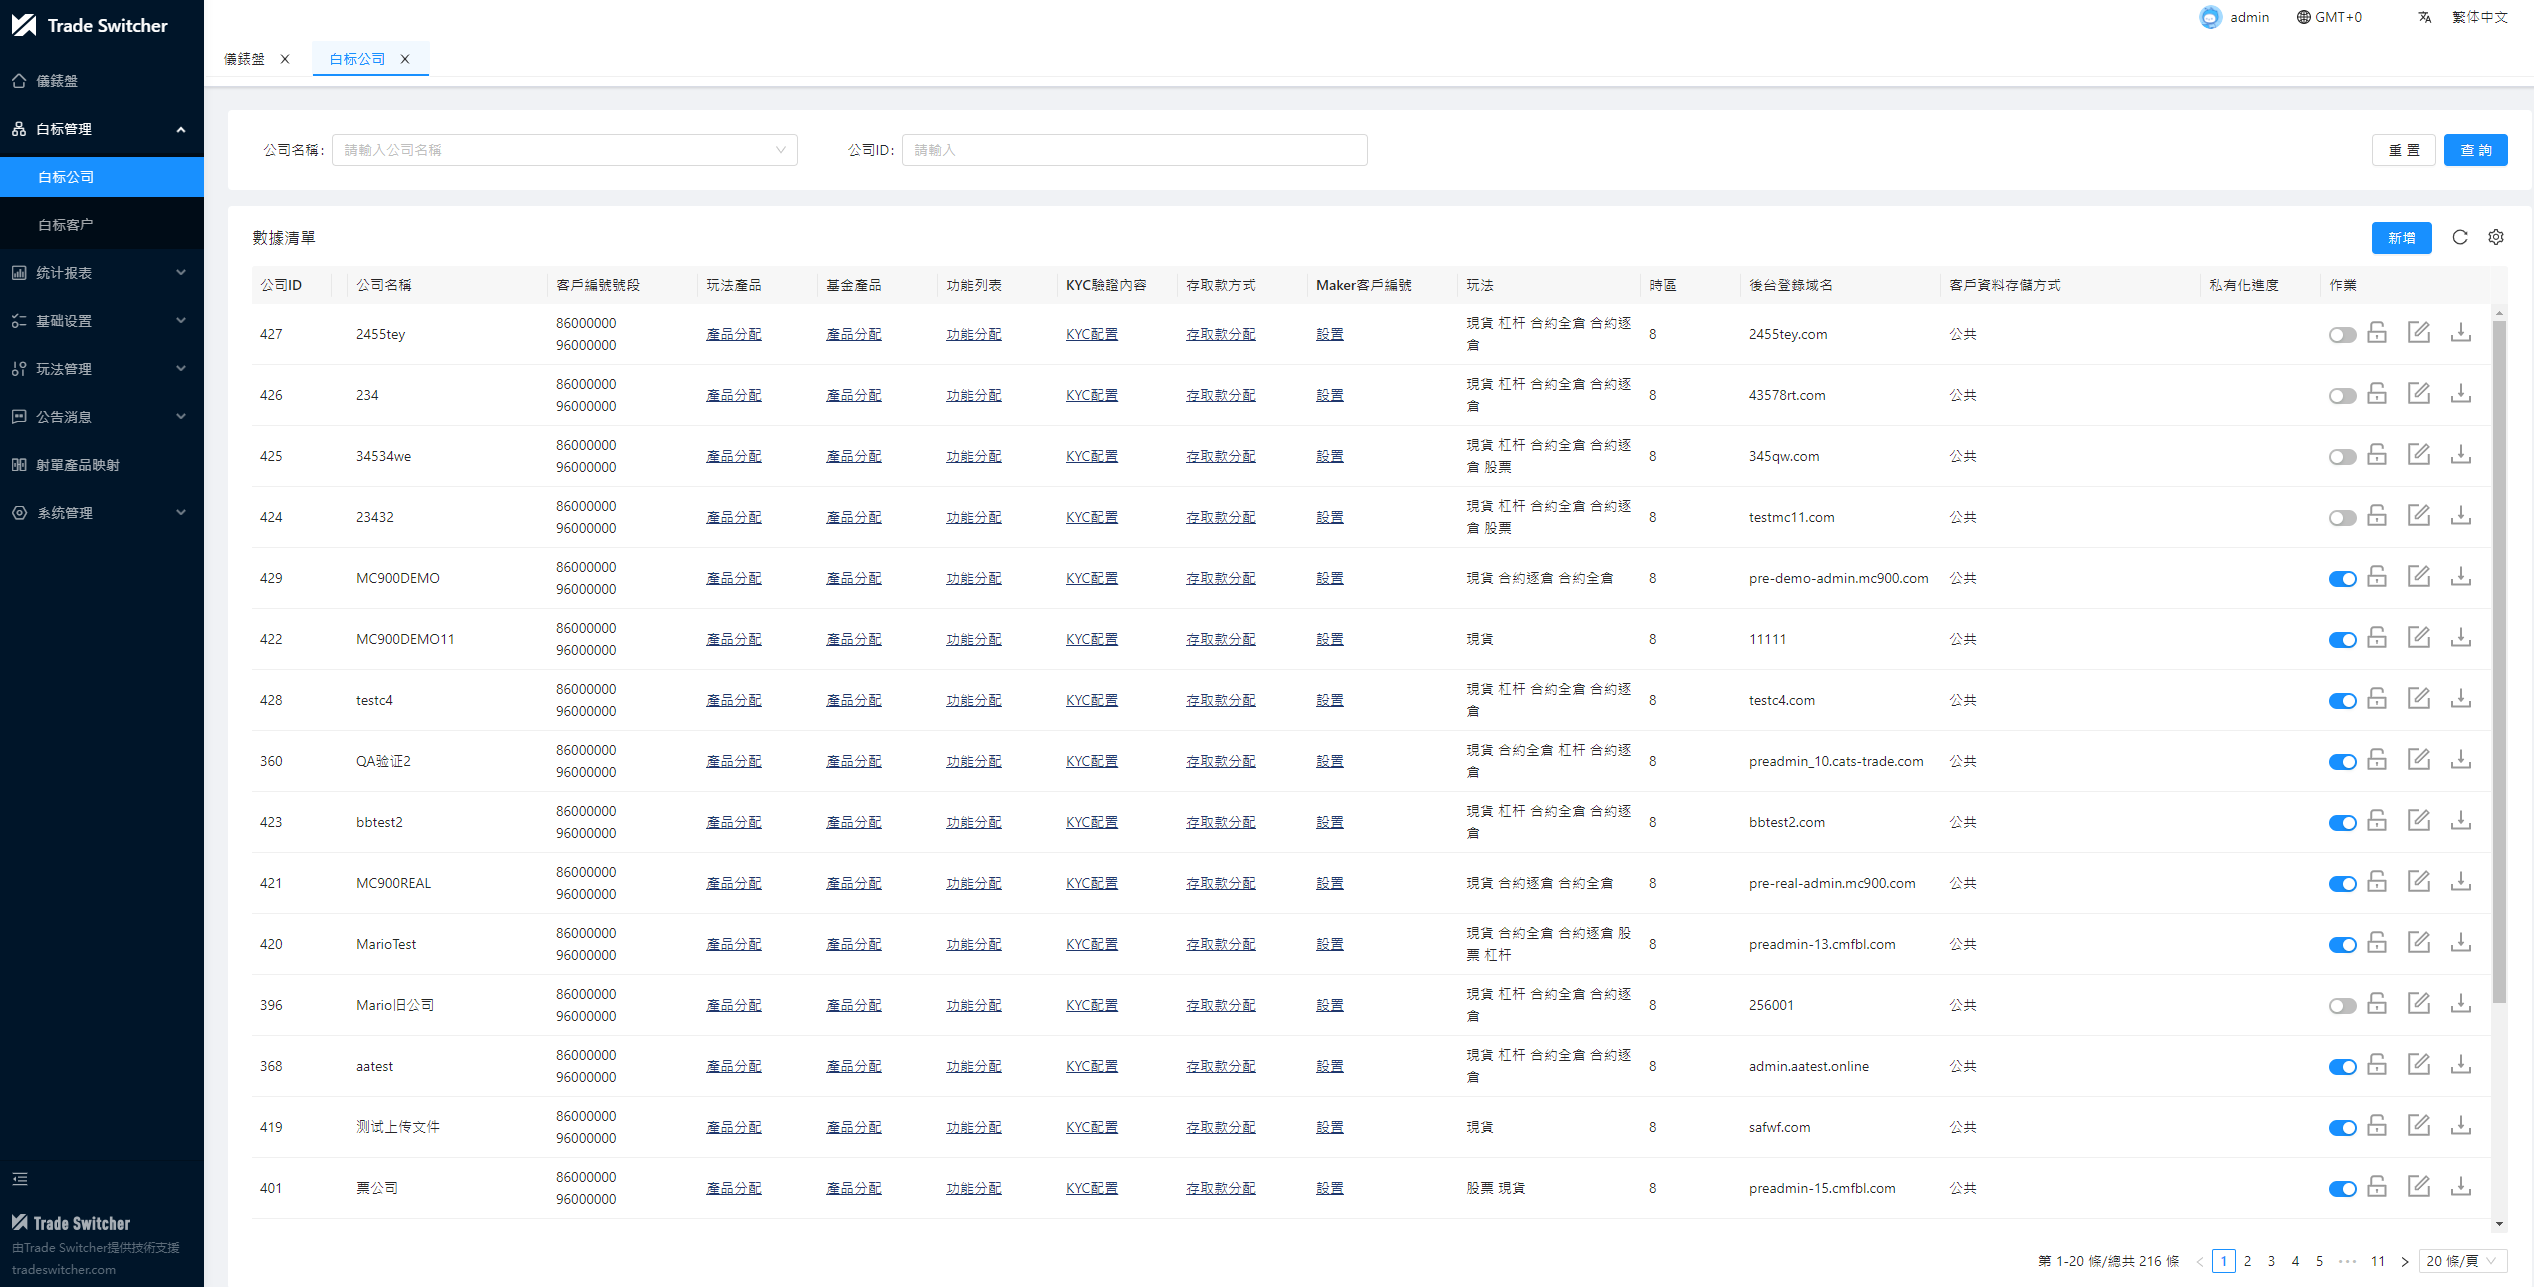 Trade Switcher
admin GMT+0 繁体中文
儀錶盤 白标公司
儀錶盤
白标管理
白标公司
白标客户
统计报表
基础设置
玩法管理
公告消息
射單產品映射
系统管理
公司名稱: 請輸入公司名稱 公司ID: 請輸入 重 置 查 詢
數據清單 新增
公司ID 公司名稱 客戶編號號段 玩法產品 基金產品 功能列表 KYC驗證內容 存取款方式 Maker客戶編號 玩法 時區 後台登錄域名 客戶資料存儲方式 私有化進度 作業
427 2455tey 86000000 96000000 產品分配 產品分配 功能分配 KYC配置 存取款分配 設置 現貨 杠杆 合約全倉 合約逐倉 8 2455tey.com 公共
426 234 86000000 96000000 產品分配 產品分配 功能分配 KYC配置 存取款分配 設置 現貨 杠杆 合約全倉 合約逐倉 8 43578rt.com 公共
425 34534we 86000000 96000000 產品分配 產品分配 功能分配 KYC配置 存取款分配 設置 現貨 杠杆 合約全倉 合約逐倉 股票 8 345qw.com 公共
424 23432 86000000 96000000 產品分配 產品分配 功能分配 KYC配置 存取款分配 設置 現貨 杠杆 合約全倉 合約逐倉 股票 8 testmc11.com 公共
429 MC900DEMO 86000000 96000000 產品分配 產品分配 功能分配 KYC配置 存取款分配 設置 現貨 合約逐倉 合約全倉 8 pre-demo-admin.mc900.com 公共
422 MC900DEMO11 86000000 96000000 產品分配 產品分配 功能分配 KYC配置 存取款分配 設置 現貨 8 11111 公共
428 testc4 86000000 96000000 產品分配 產品分配 功能分配 KYC配置 存取款分配 設置 現貨 杠杆 合約全倉 合約逐倉 8 testc4.com 公共
360 QA验证2 86000000 96000000 產品分配 產品分配 功能分配 KYC配置 存取款分配 設置 現貨 合約全倉 杠杆 合約逐倉 8 preadmin_10.cats-trade.com 公共
423 bbtest2 86000000 96000000 產品分配 產品分配 功能分配 KYC配置 存取款分配 設置 現貨 杠杆 合約全倉 合約逐倉 8 bbtest2.com 公共
421 MC900REAL 86000000 96000000 產品分配 產品分配 功能分配 KYC配置 存取款分配 設置 現貨 合約逐倉 合約全倉 8 pre-real-admin.mc900.com 公共
420 MarioTest 86000000 96000000 產品分配 產品分配 功能分配 KYC配置 存取款分配 設置 現貨 合約全倉 合約逐倉 股票 杠杆 8 preadmin-13.cmfbl.com 公共
396 Mario旧公司 86000000 96000000 產品分配 產品分配 功能分配 KYC配置 存取款分配 設置 現貨 杠杆 合約全倉 合約逐倉 8 256001 公共
368 aatest 86000000 96000000 產品分配 產品分配 功能分配 KYC配置 存取款分配 設置 現貨 杠杆 合約全倉 合約逐倉 8 admin.aatest.online 公共
419 测试上传文件 86000000 96000000 產品分配 產品分配 功能分配 KYC配置 存取款分配 設置 現貨 8 safwf.com 公共
401 票公司 86000000 96000000 產品分配 產品分配 功能分配 KYC配置 存取款分配 設置 股票 現貨 8 preadmin-15.cmfbl.com 公共
第 1-20 條/總共 216 條 < 1 2 3 4 5 ••• 11 > 20 條/頁
Trade Switcher
由Trade Switcher提供技術支援
tradeswitcher.com